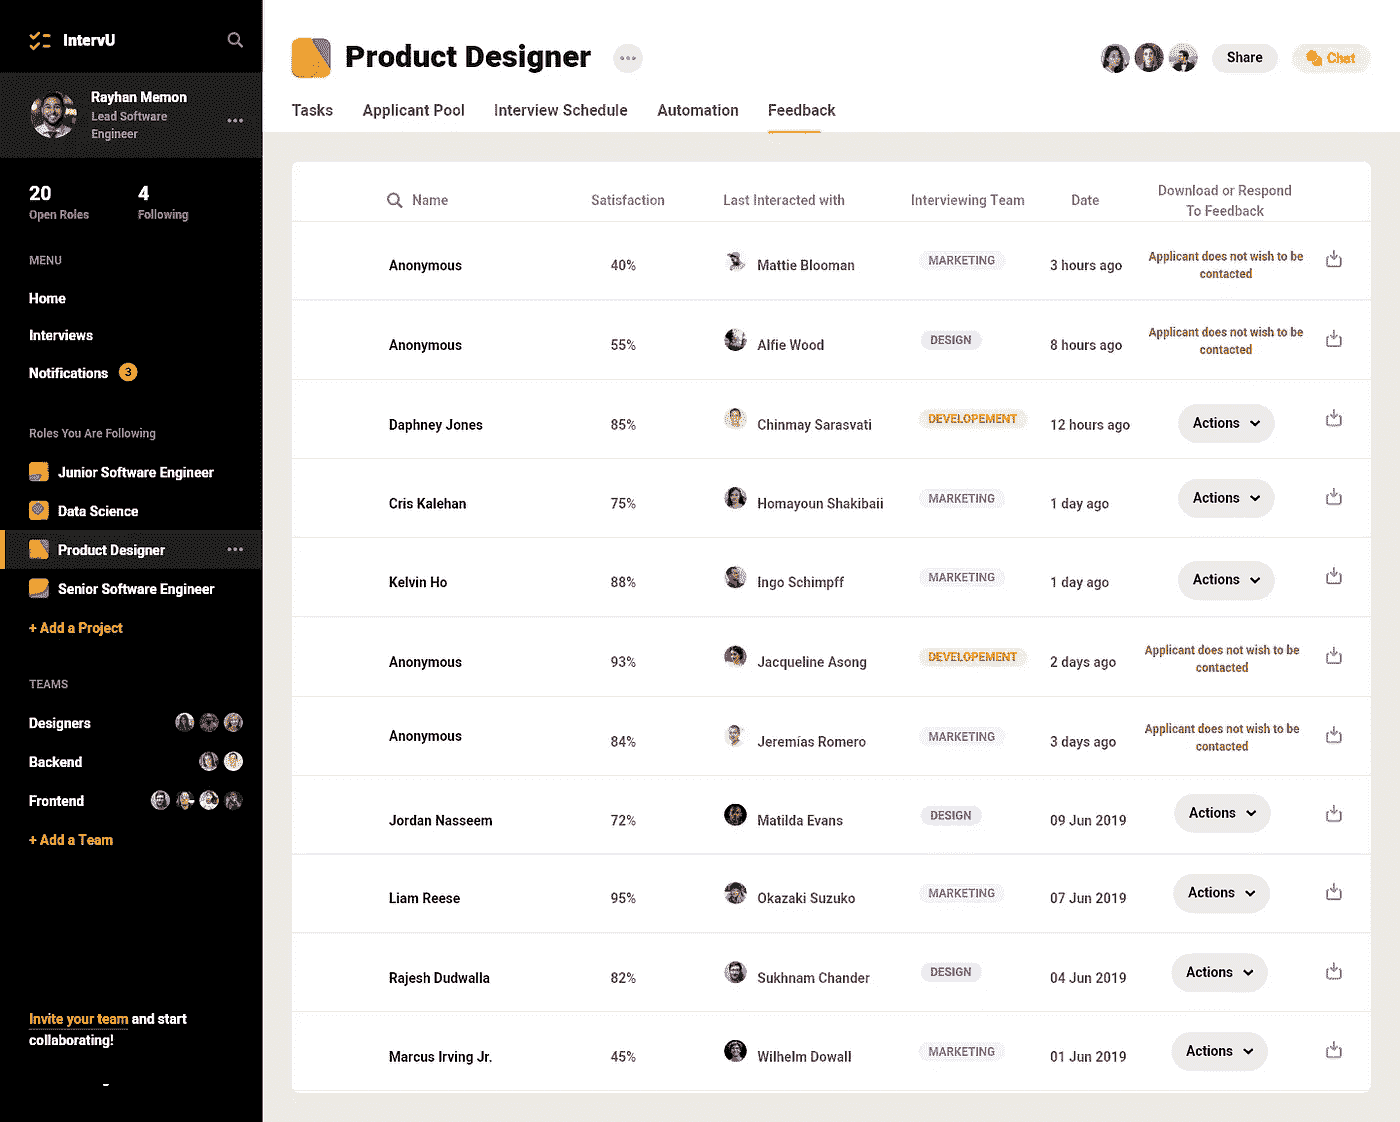 IntervU
Rayhan Memon
Lead Software
Engineer
20
4
Open Roles
Following
MENU
Home
Interviews
Notifications 3
Roles You Are Following
Junior Software Engineer
Data Science
Product Designer
Senior Software Engineer
+ Add a Project
TEAMS
Designers
Backend
Frontend
+ Add a Team
Invite your team and start
collaborating!
Product Designer
Share
Chat
Tasks Applicant Pool Interview Schedule Automation Feedback
Name Satisfaction Last Interacted with Interviewing Team Date Download or Respond
To Feedback
Anonymous 40% Mattie Blooman MARKETING 3 hours ago Applicant does not wish to be
contacted
Anonymous 55% Alfie Wood DESIGN 8 hours ago Applicant does not wish to be
contacted
Daphney Jones 85% Chinmay Sarasvati DEVELOPEMENT 12 hours ago Actions
Cris Kalehan 75% Homayoun Shakibaii MARKETING 1 day ago Actions
Kelvin Ho 88% Ingo Schimpff MARKETING 1 day ago Actions
Anonymous 93% Jacqueline Asong DEVELOPEMENT 2 days ago Applicant does not wish to be
contacted
Anonymous 84% Jeremías Romero MARKETING 3 days ago Applicant does not wish to be
contacted
Jordan Nasseem 72% Matilda Evans DESIGN 09 Jun 2019 Actions
Liam Reese 95% Okazaki Suzuko MARKETING 07 Jun 2019 Actions
Rajesh Dudwalla 82% Sukhnam Chander DESIGN 04 Jun 2019 Actions
Marcus Irving Jr. 45% Wilhelm Dowall MARKETING 01 Jun 2019 Actions